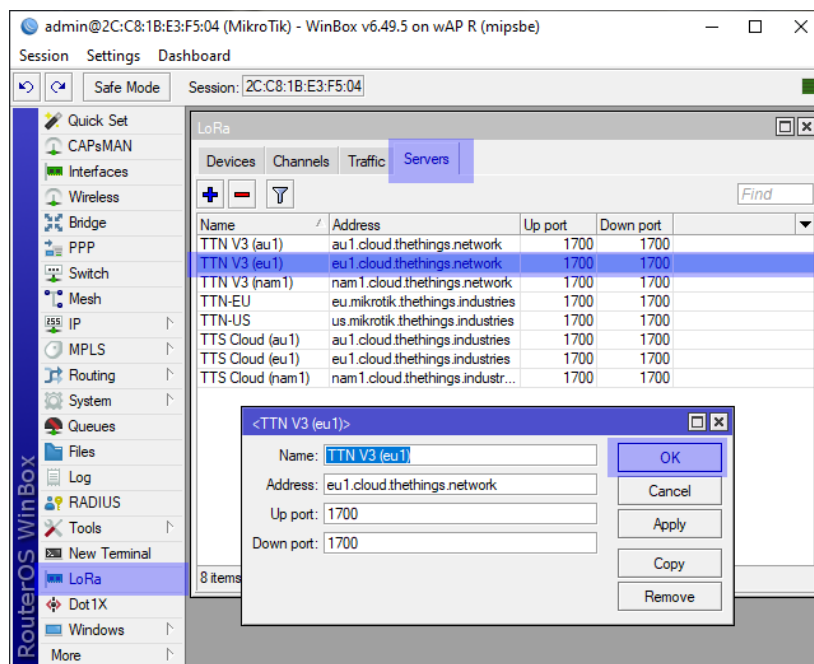 admin@2C:C8:1B:E3:F5:04 (MikroTik) - WinBox v6.49.5 on wAP R (mipsbe)
Session Settings Dashboard
Safe Mode Session: 2C:C8:1B:E3:F5:04
RouterOS WinBox
Quick Set
CAPsMAN
Interfaces
Wireless
Bridge
PPP
Switch
Mesh
IP
MPLS
Routing
System
Queues
Files
Log
RADIUS
Tools
New Terminal
LoRa
Dot1X
Windows
More
LoRa
Devices Channels Traffic Servers
Find
Name Address Up port Down port
TTN V3 (au1) au1.cloud.thethings.network 1700 1700
TTN V3 (eu1) eu1.cloud.thethings.network 1700 1700
TTN V3 (nam1) nam1.cloud.thethings.network 1700 1700
TTN-EU eu.mikrotik.thethings.industries 1700 1700
TTN-US us.mikrotik.thethings.industries 1700 1700
TTS Cloud (au1) au1.cloud.thethings.industries 1700 1700
TTS Cloud (eu1) eu1.cloud.thethings.industries 1700 1700
TTS Cloud (nam1) nam1.cloud.thethings.industr... 1700 1700
8 items
<TTN V3 (eu1)>
Name: TTN V3 (eu1)
Address: eu1.cloud.thethings.network
Up port: 1700
Down port: 1700
OK
Cancel
Apply
Copy
Remove